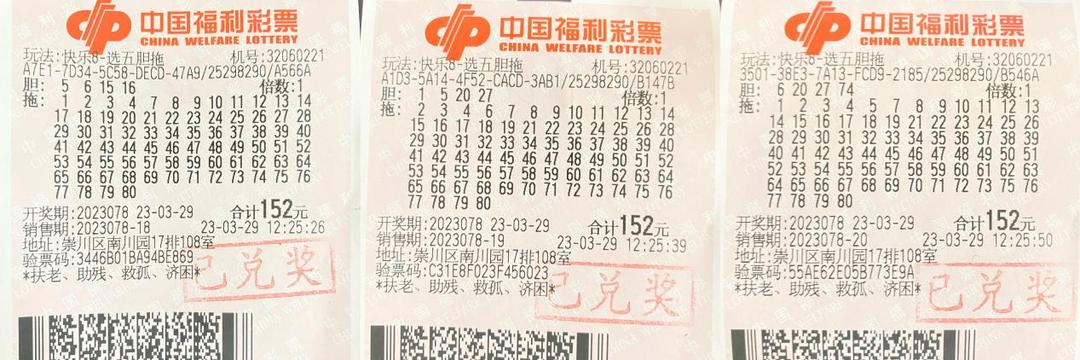 中国福利彩票
CHINA WELFARE LOTTERY
玩法:快乐8-选五胆拖 机号:32060221
A7E1-7D34-5C58-DECD-47A9/25298290/A566A
胆: 5 6 15 16 倍数:1
拖: 1 2 3 4 7 8 9 10 11 12 13 14
17 18 19 20 21 22 23 24 25 26 27 28
29 30 31 32 33 34 35 36 37 38 39 40
41 42 43 44 45 46 47 48 49 50 51 52
53 54 55 56 57 58 59 60 61 62 63 64
65 66 67 68 69 70 71 72 73 74 75 76
77 78 79 80
开奖期:2023078 23-03-29 合计152元
销售期:2023078-18 23-03-29 12:25:26
地址:崇川区南川园17排108室
验票码:3446B01BA94BE869
*扶老、助残、救孤、济困*
已兑奖
中国福利彩票
CHINA WELFARE LOTTERY
玩法:快乐8-选五胆拖 机号:32060221
A1D3-5A14-4F52-CACD-3AB1/25298290/B147B
胆: 1 5 20 27 倍数:1
拖: 2 3 4 6 7 8 9 10 11 12 13 14
15 16 17 18 19 21 22 23 24 25 26 28
29 30 31 32 33 34 35 36 37 38 39 40
41 42 43 44 45 46 47 48 49 50 51 52
53 54 55 56 57 58 59 60 61 62 63 64
65 66 67 68 69 70 71 72 73 74 75 76
77 78 79 80
开奖期:2023078 23-03-29 合计152元
销售期:2023078-19 23-03-29 12:25:39
地址:崇川区南川园17排108室
验票码:C31E8F023F456023
*扶老、助残、救孤、济困*
已兑奖
中国福利彩票
CHINA WELFARE LOTTERY
玩法:快乐8-选五胆拖 机号:32060221
3501-38E3-7A13-FCD9-2185/25298290/B546A
胆: 6 20 27 74 倍数:1
拖: 1 2 3 4 5 7 8 9 10 11 12 13
14 15 16 17 18 19 21 22 23 24 25 26
28 29 30 31 32 33 34 35 36 37 38 39
40 41 42 43 44 45 46 47 48 49 50 51
52 53 54 55 56 57 58 59 60 61 62 63
64 65 66 67 68 69 70 71 72 73 75 76
77 78 79 80
开奖期:2023078 23-03-29 合计152元
销售期:2023078-20 23-03-29 12:25:50
地址:崇川区南川园17排108室
验票码:55AE62E05B773E9A
*扶老、助残、救孤、济困*
已兑奖